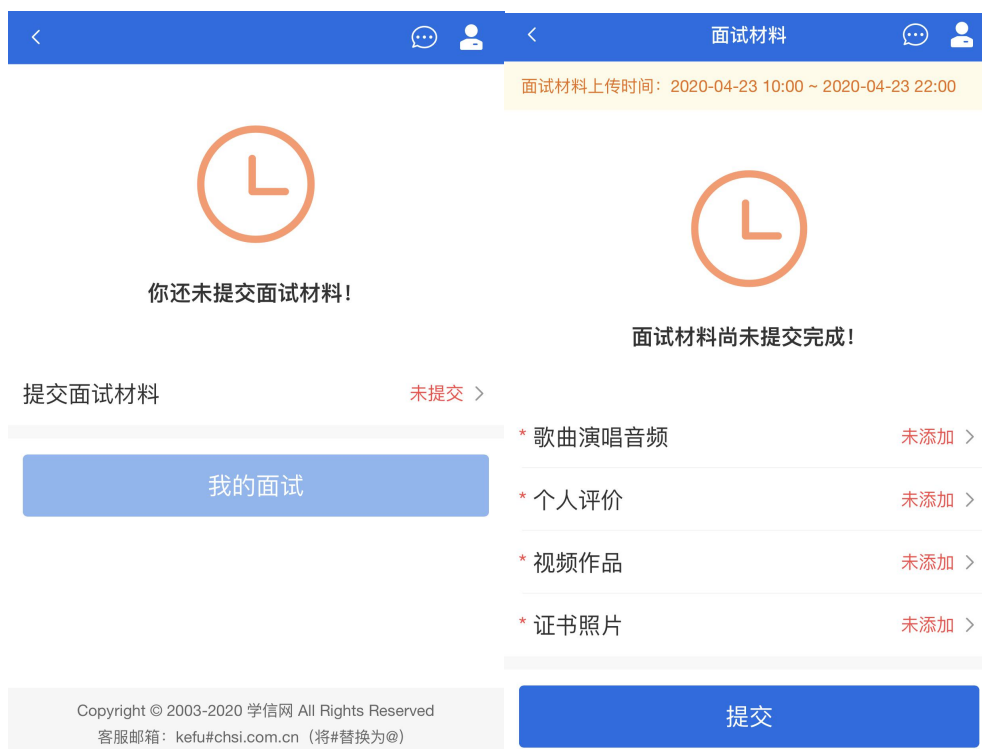 你还未提交面试材料！
提交面试材料
未提交
我的面试
Copyright © 2003-2020 学信网 All Rights Reserved
客服邮箱：kefu#chsi.com.cn（将#替换为@）
面试材料
面试材料上传时间：2020-04-23 10:00 ~ 2020-04-23 22:00
面试材料尚未提交完成！
* 歌曲演唱音频 未添加
* 个人评价 未添加
* 视频作品 未添加
* 证书照片 未添加
提交